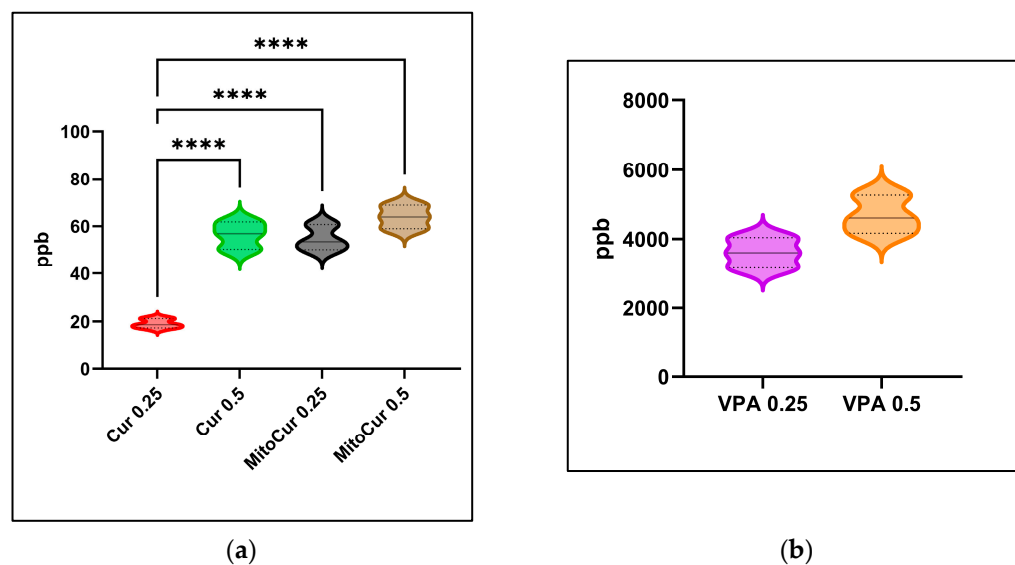 ****
****
****
100
80
60
40
20
0
ppb
Cur 0.25
Cur 0.5
MitoCur 0.25
MitoCur 0.5
(a)
8000
6000
4000
2000
0
ppb
VPA 0.25
VPA 0.5
(b)